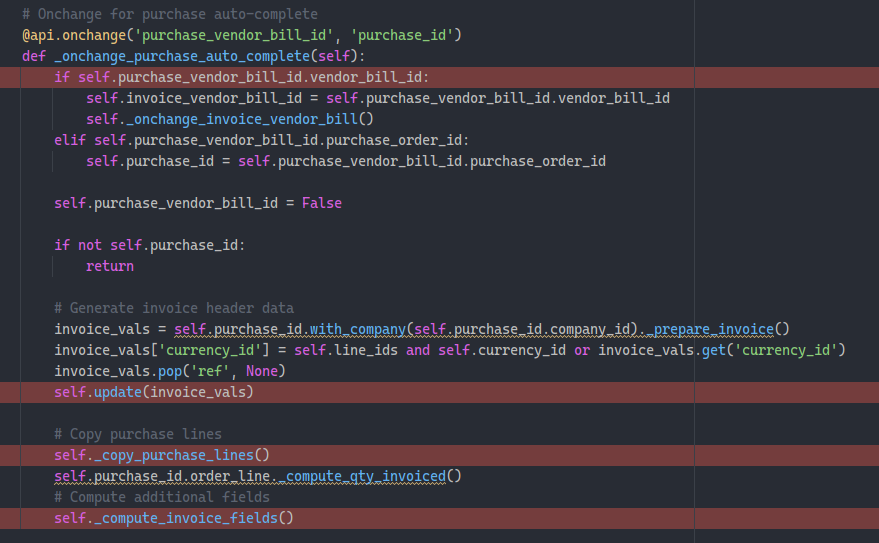 # Onchange for purchase auto-complete
@api.onchange('purchase_vendor_bill_id', 'purchase_id')
def _onchange_purchase_auto_complete(self):
    if self.purchase_vendor_bill_id.vendor_bill_id:
        self.invoice_vendor_bill_id = self.purchase_vendor_bill_id.vendor_bill_id
        self._onchange_invoice_vendor_bill()
    elif self.purchase_vendor_bill_id.purchase_order_id:
        self.purchase_id = self.purchase_vendor_bill_id.purchase_order_id

    self.purchase_vendor_bill_id = False

    if not self.purchase_id:
        return

    # Generate invoice header data
    invoice_vals = self.purchase_id.with_company(self.purchase_id.company_id)._prepare_invoice()
    invoice_vals['currency_id'] = self.line_ids and self.currency_id or invoice_vals.get('currency_id')
    invoice_vals.pop('ref', None)
    self.update(invoice_vals)

    # Copy purchase lines
    self._copy_purchase_lines()
    self.purchase_id.order_line._compute_qty_invoiced()
    # Compute additional fields
    self._compute_invoice_fields()